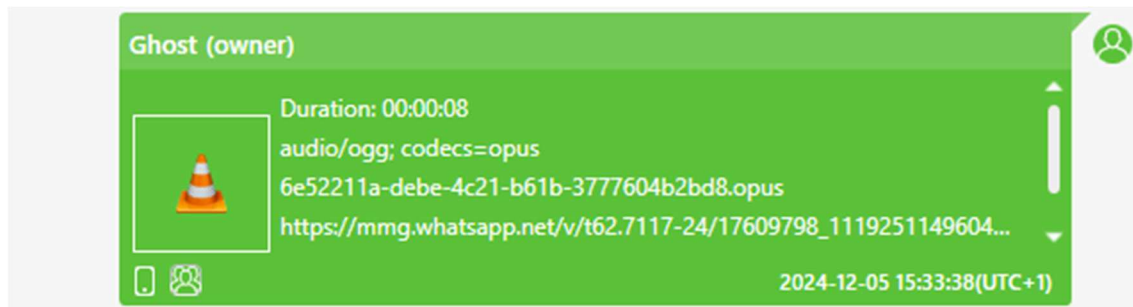 Ghost (owner)
Duration: 00:00:08
audio/ogg; codecs=opus
6e52211a-debe-4c21-b61b-3777604b2bd8.opus
https://mmg.whatsapp.net/v/t62.7117-24/17609798_1119251149604...
2024-12-05 15:33:38(UTC+1)